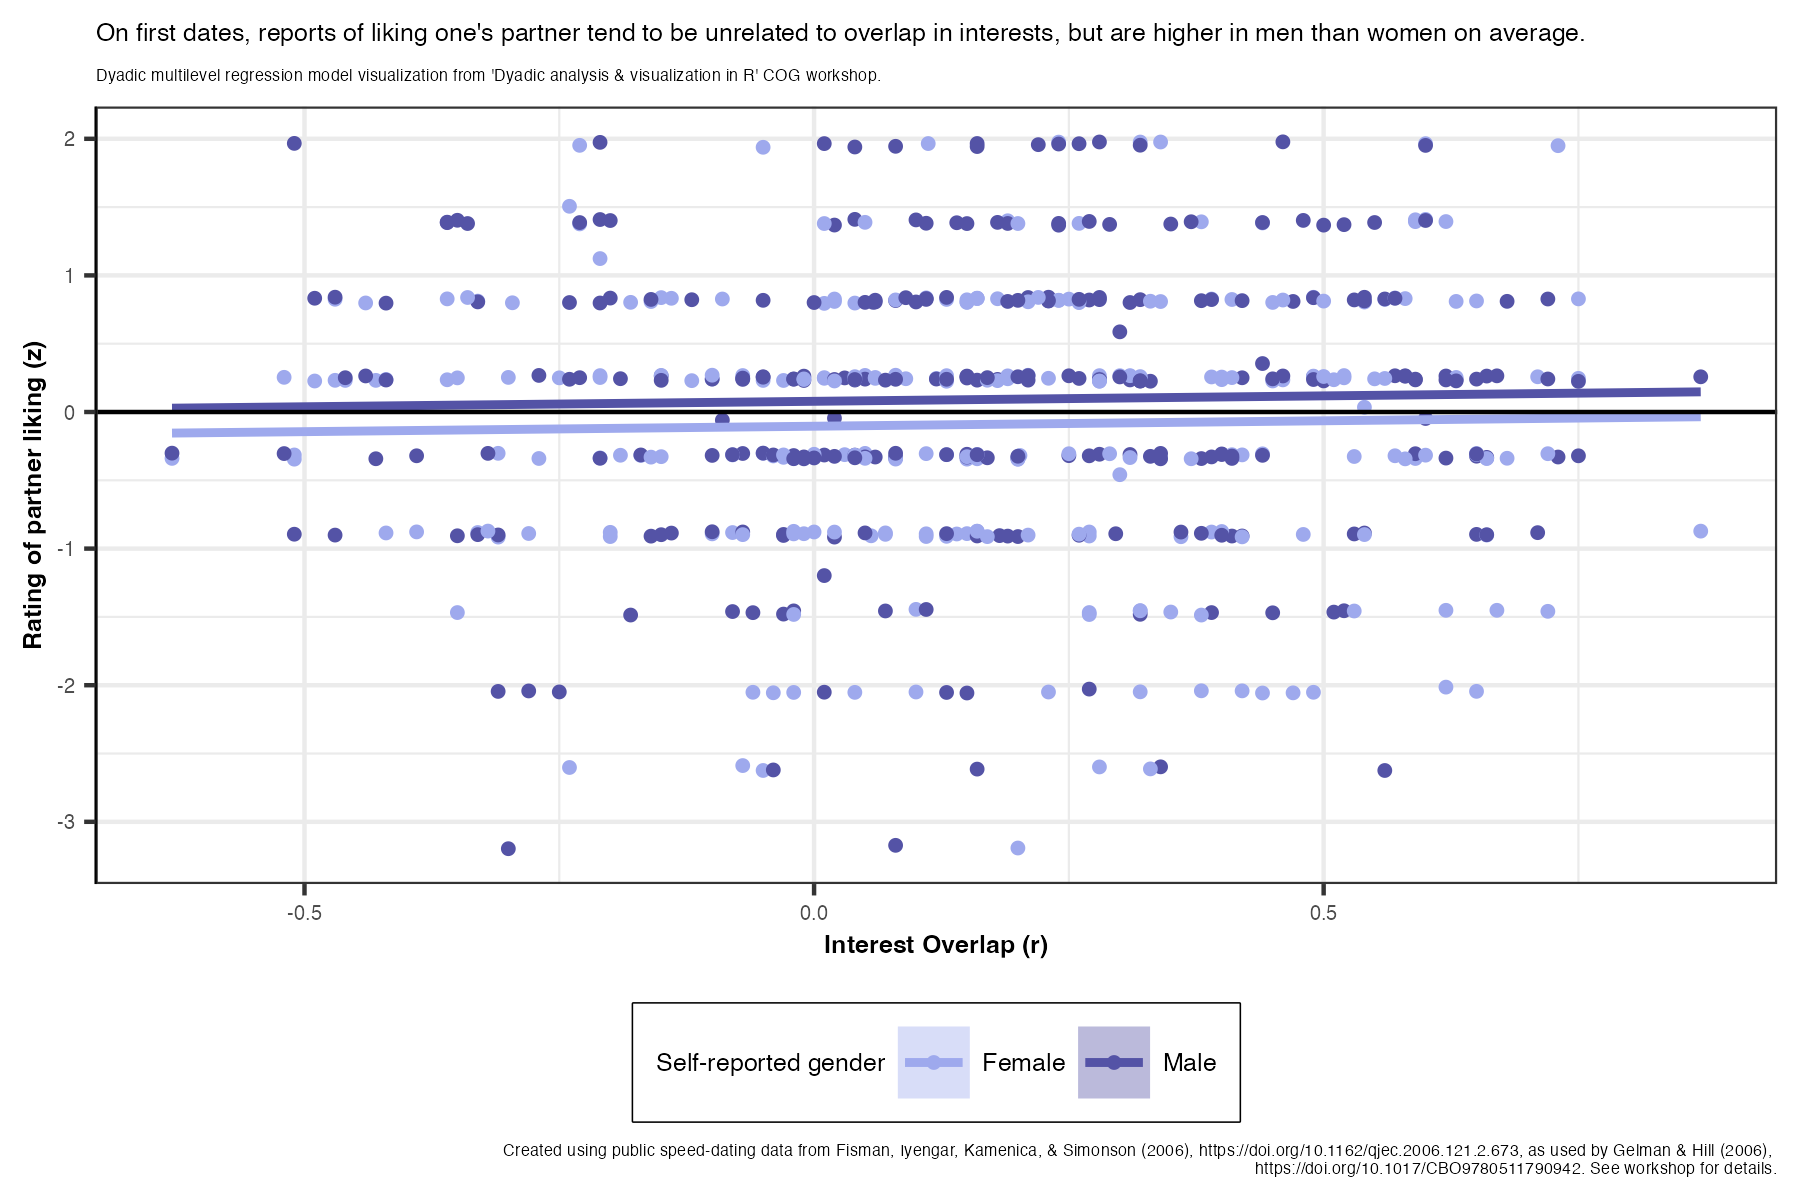 On first dates, reports of liking one's partner tend to be unrelated to overlap in interests, but are higher in men than women on average.
Dyadic multilevel regression model visualization from 'Dyadic analysis & visualization in R' COG workshop.
Rating of partner liking (z)
2
1
0
-1
-2
-3
-0.5 0.0 0.5
Interest Overlap (r)
Self-reported gender Female Male
Created using public speed-dating data from Fisman, Iyengar, Kamenica, & Simonson (2006), https://doi.org/10.1162/qjec.2006.121.2.673, as used by Gelman & Hill (2006),
https://doi.org/10.1017/CBO9780511790942. See workshop for details.